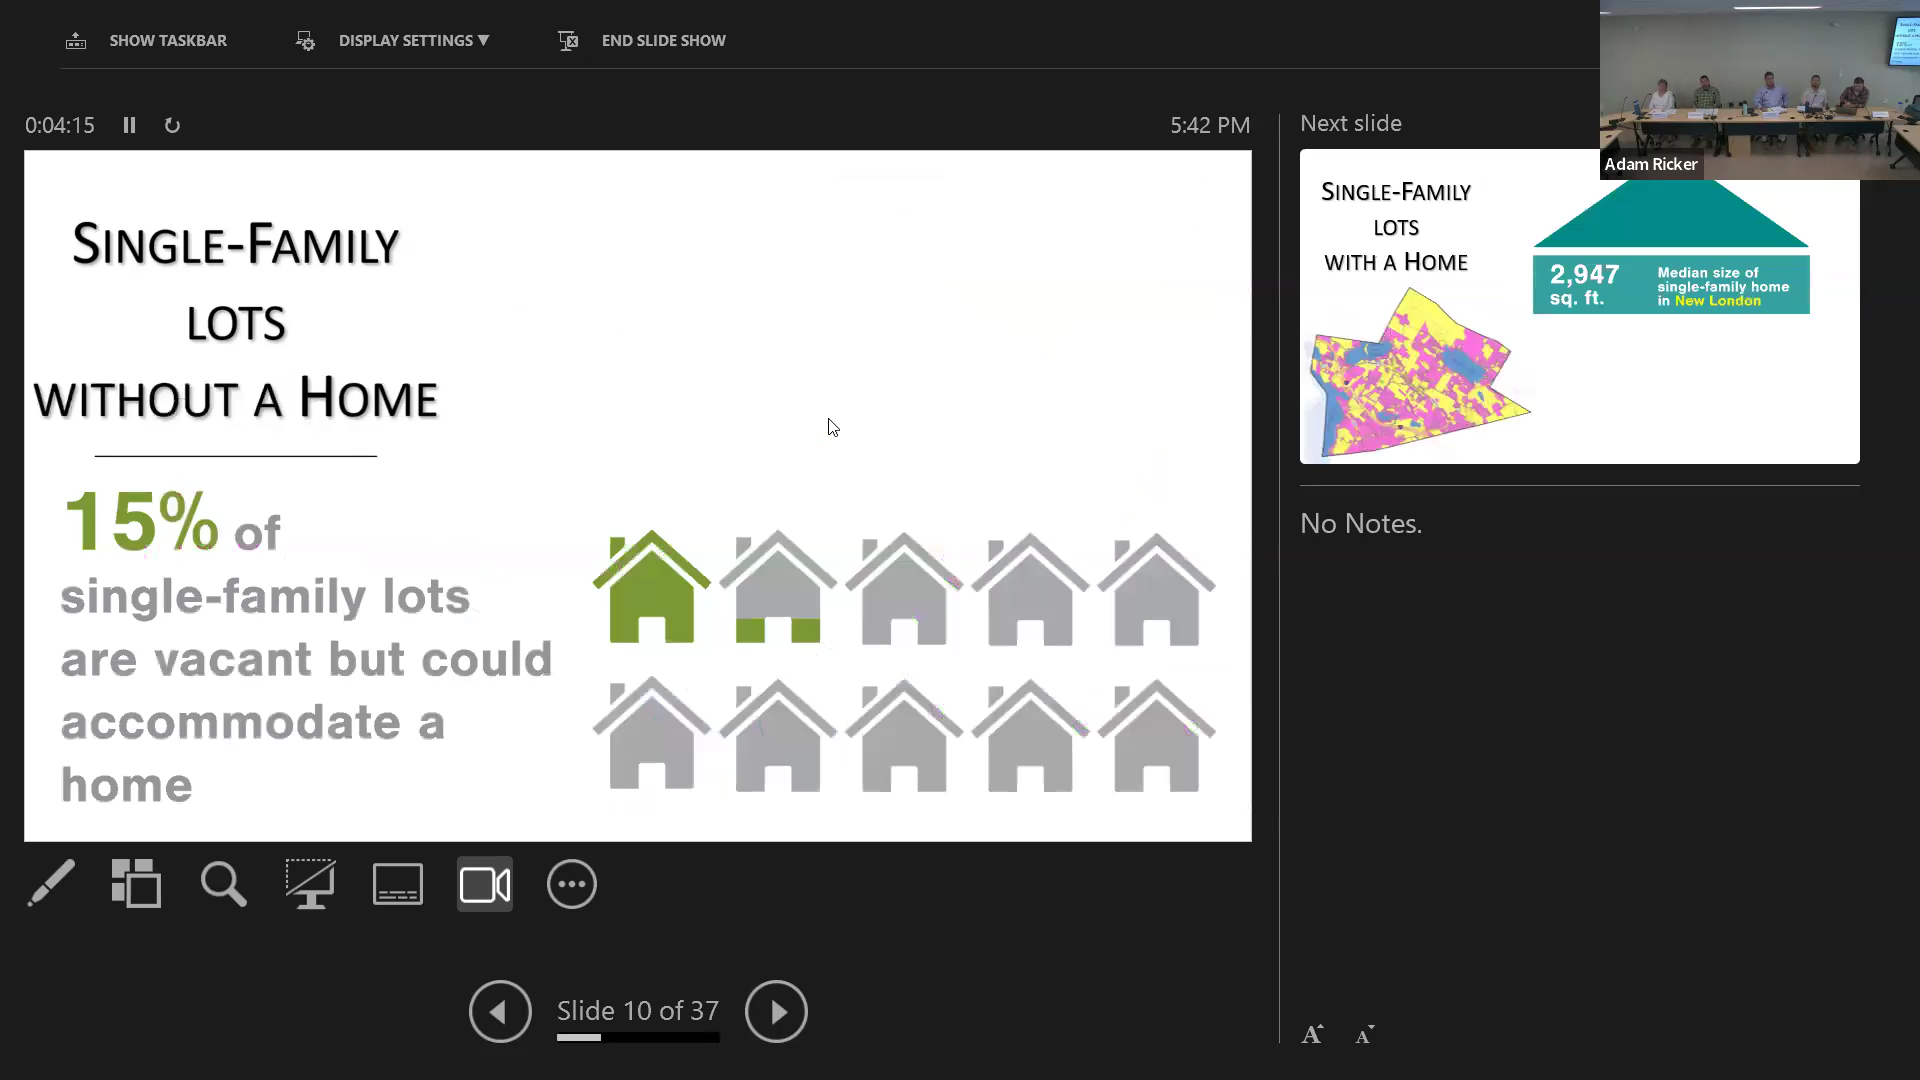 SHOW TASKBAR
DISPLAY SETTINGS ▼
END SLIDE SHOW
0:04:15
5:42 PM
Next slide
Adam Ricker
SINGLE-FAMILY
LOTS
WITHOUT A HOME
15% of
single-family lots
are vacant but could
accommodate a
home
SINGLE-FAMILY
LOTS
WITH A HOME
2,947
sq. ft.
Median size of
single-family home
in New London
No Notes.
Slide 10 of 37
A A